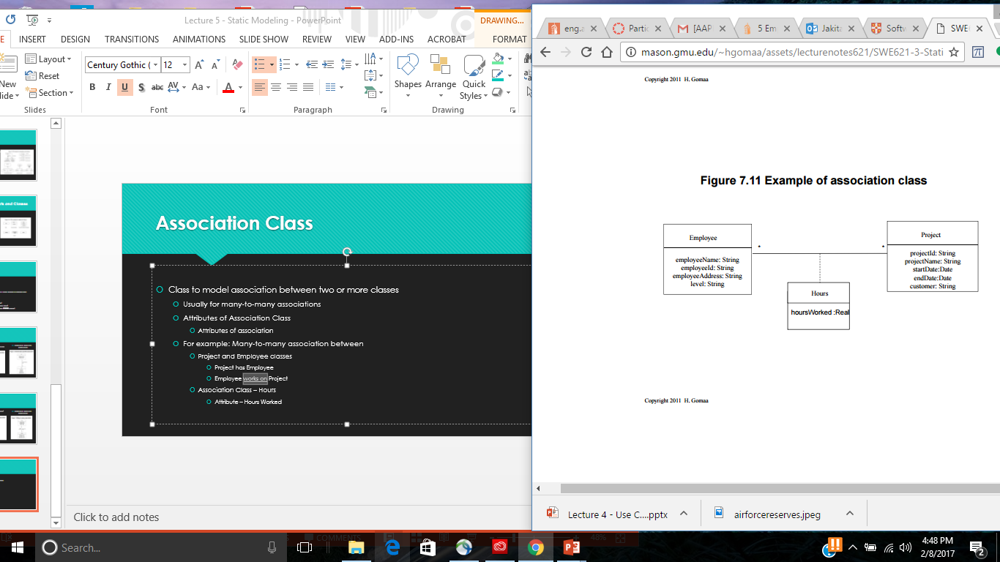 Lecture 5 - Static Modeling - PowerPoint
DRAWING...
E INSERT DESIGN TRANSITIONS ANIMATIONS SLIDE SHOW REVIEW VIEW ADD-INS ACROBAT FORMAT
Layout
Reset
Section
New
lide
Century Gothic ( 12
B I U S abc AV Aa A
Shapes Arrange Quick
Styles
Slides Font Paragraph Drawing
Association Class
Class to model association between two or more classes
Usually for many-to-many associations
Attributes of Association Class
Attributes of association
For example: Many-to-many association between
Project and Employee classes
Project has Employee
Employee works on Project
Association Class – Hours
Attribute – Hours Worked
Click to add notes
COMMENTS
48%
eng.a
Partic
[AAP
5 Em
Jakita
Softw
SWE
mason.gmu.edu/~hgomaa/assets/lecturenotes621/SWE621-3-Stati
Copyright 2011 H. Gomaa
Figure 7.11 Example of association class
Employee
employeeName: String
employeeId: String
employeeAddress: String
level: String
*
*
Project
projectId: String
projectName: String
startDate:Date
endDate:Date
customer: String
Hours
hoursWorked :Real
Copyright 2011 H. Gomaa
Lecture 4 - Use C....pptx
airforcereserves.jpeg
Search...
4:48 PM
2/8/2017
2